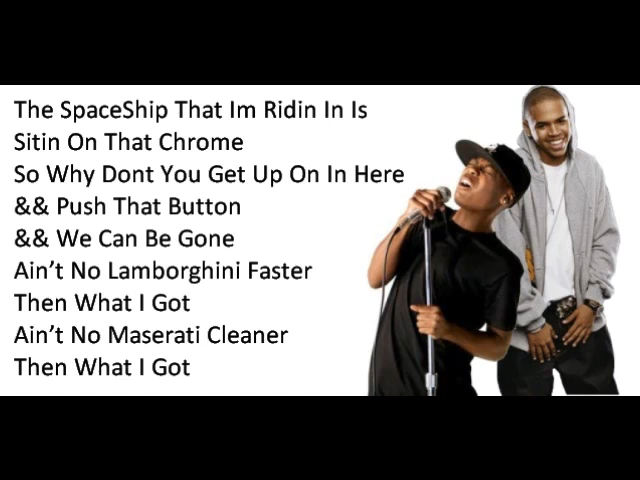 The SpaceShip That Im Ridin In Is
Sitin On That Chrome
So Why Dont You Get Up On In Here
&& Push That Button
&& We Can Be Gone
Ain’t No Lamborghini Faster
Then What I Got
Ain’t No Maserati Cleaner
Then What I Got